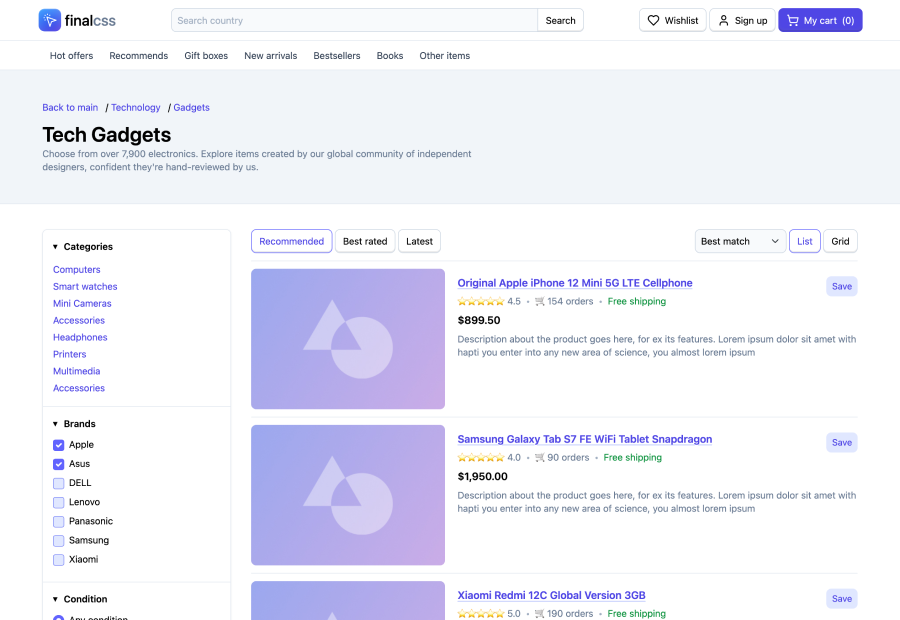 finalcss
Search country
Search
Wishlist
Sign up
My cart (0)
Hot offers
Recommends
Gift boxes
New arrivals
Bestsellers
Books
Other items
Back to main / Technology / Gadgets
Tech Gadgets
Choose from over 7,900 electronics. Explore items created by our global community of independent
designers, confident they're hand-reviewed by us.
Categories
Computers
Smart watches
Mini Cameras
Accessories
Headphones
Printers
Multimedia
Accessories
Brands
Apple
Asus
DELL
Lenovo
Panasonic
Samsung
Xiaomi
Condition
Any condition
Recommended
Best rated
Latest
Best match
List
Grid
Original Apple iPhone 12 Mini 5G LTE Cellphone
Save
4.5 • 154 orders • Free shipping
$899.50
Description about the product goes here, for ex its features. Lorem ipsum dolor sit amet with
hapti you enter into any new area of science, you almost lorem ipsum
Samsung Galaxy Tab S7 FE WiFi Tablet Snapdragon
Save
4.0 • 90 orders • Free shipping
$1,950.00
Description about the product goes here, for ex its features. Lorem ipsum dolor sit amet with
hapti you enter into any new area of science, you almost lorem ipsum
Xiaomi Redmi 12C Global Version 3GB
Save
5.0 • 190 orders • Free shipping